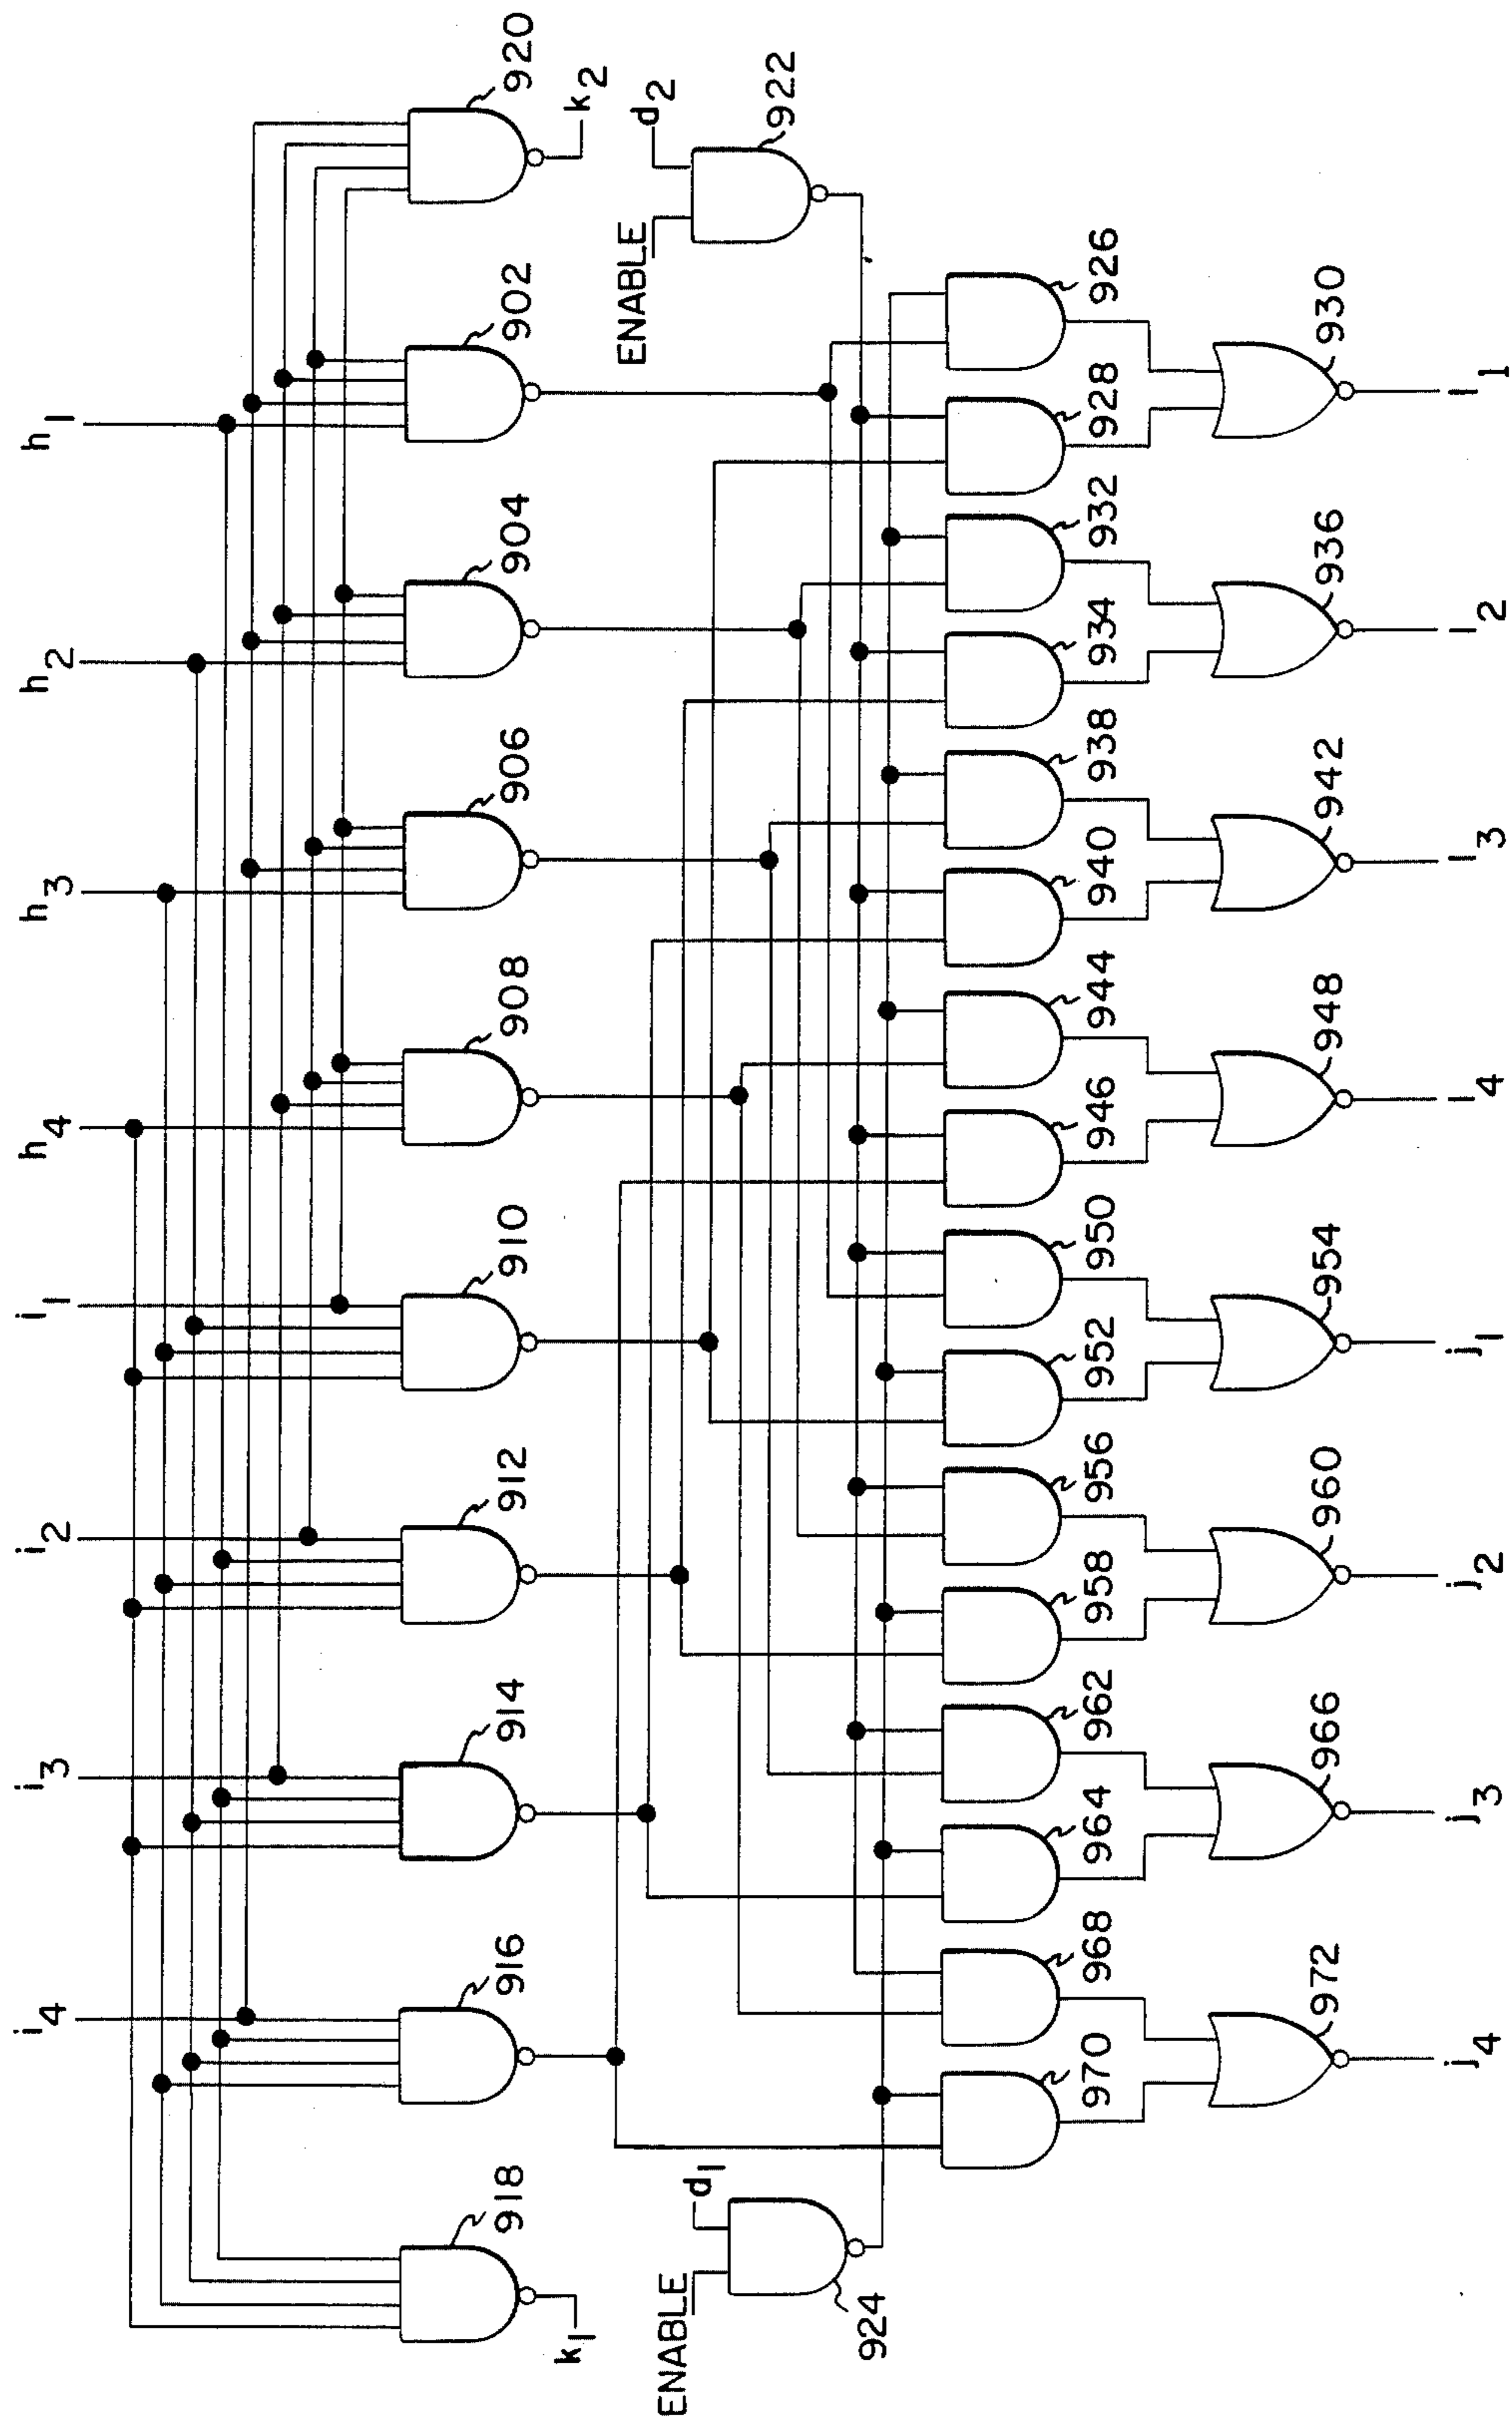 i4 i3 i2 i1 h4 h3 h2 h1
918 916 914 912 910 908 906 904 902 920
k1 k2
ENABLE d1 ENABLE d2
924 922
970 968 964 962 958 956 952 950 946 944 940 938 934 932 928 926
972 966 960 954 948 942 936 930
j4 j3 j2 j1 l4 l3 l2 l1